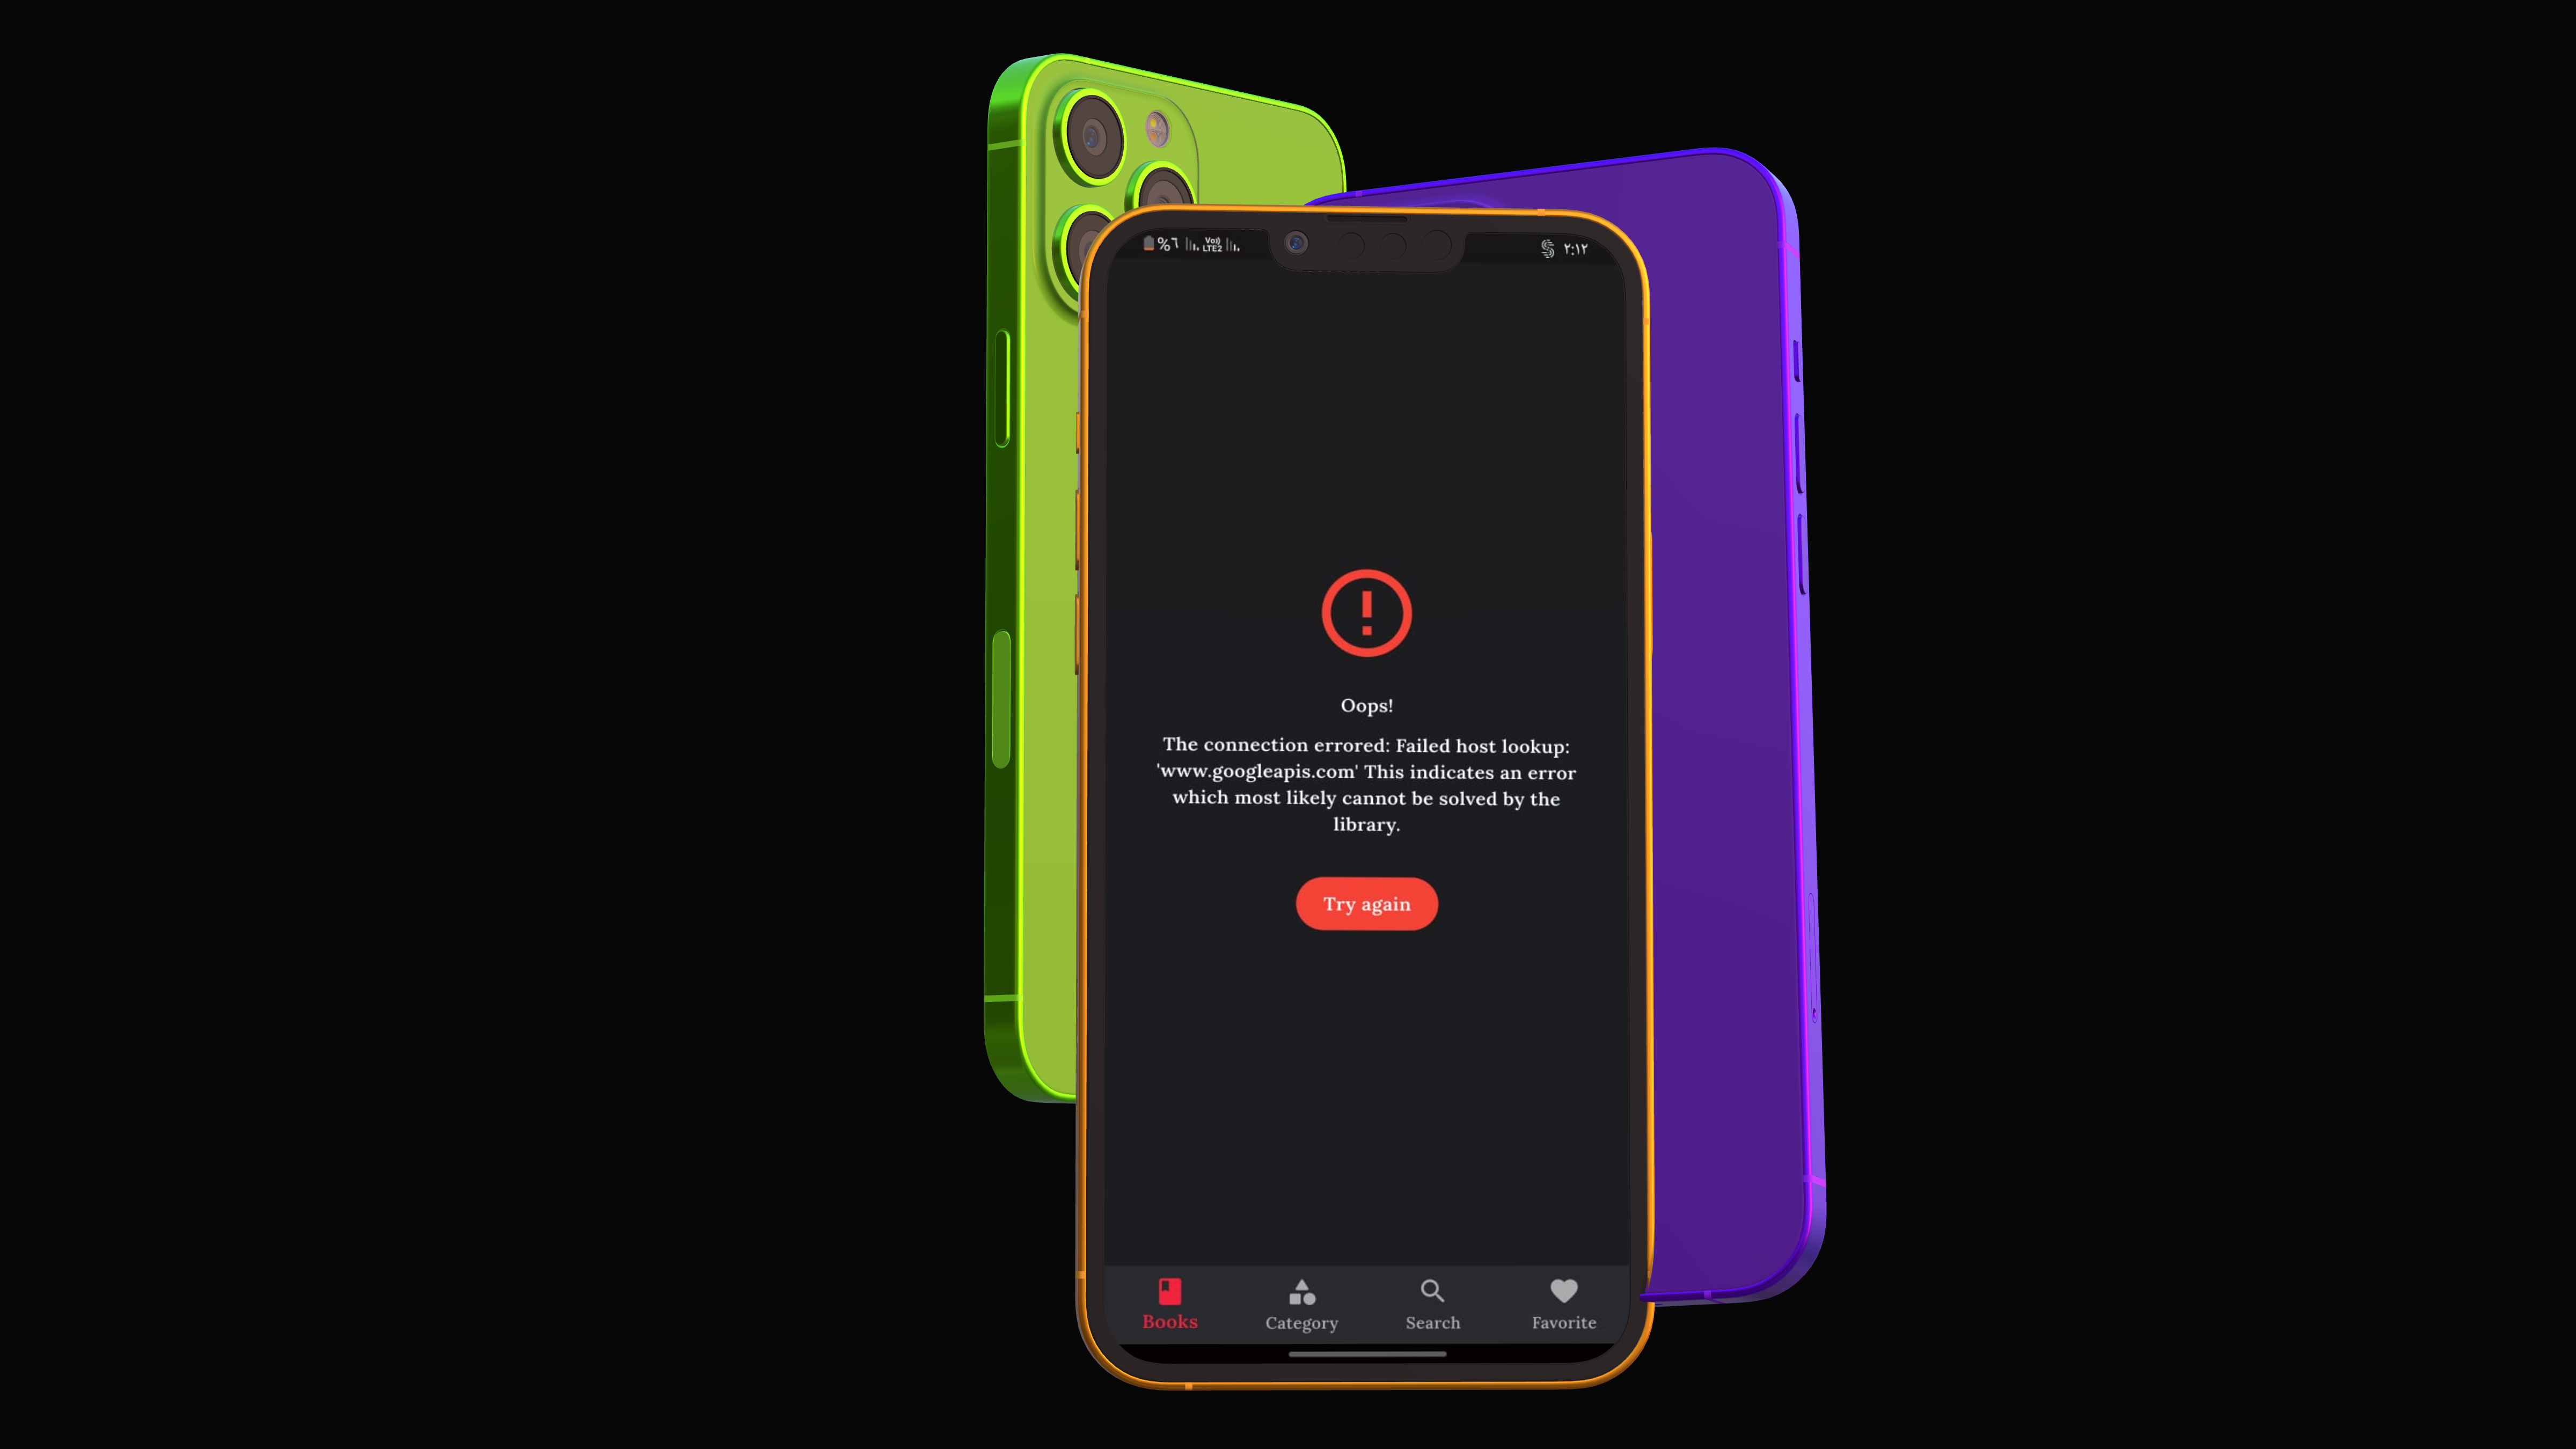 %٦ Vo)) LTE2
٢:١٢
Oops!
The connection errored: Failed host lookup:
'www.googleapis.com' This indicates an error
which most likely cannot be solved by the
library.
Try again
Books Category Search Favorite